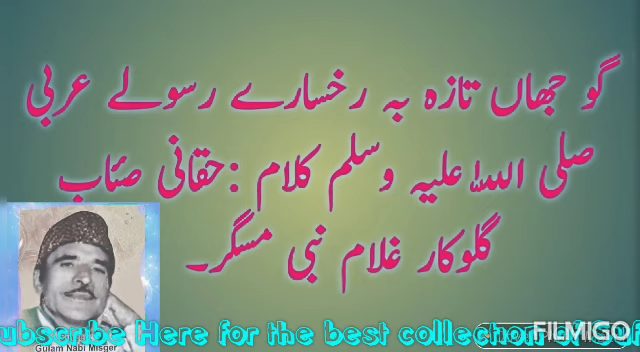 گو جھاں تازہ بہ رخسارے رسولے عربی
صلی اللہ علیہ وسلم کلام :حقانی صئاب
گلوکار غلام نبی مسگر۔
Gulam Nabi Misger
ubscribe Here for the best collection of
FILMIGO